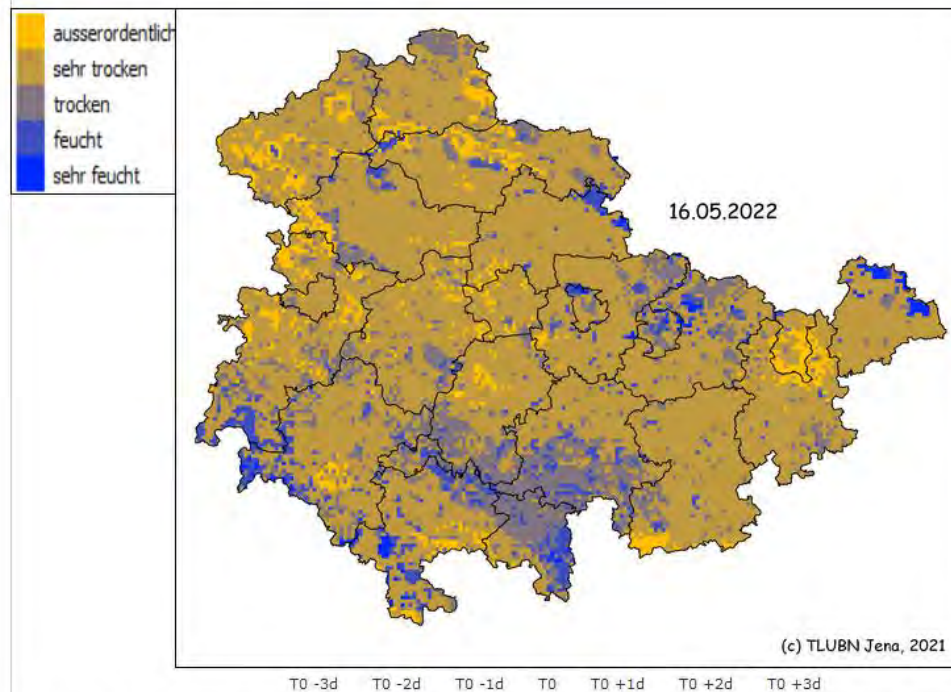 ausserordentlich
sehr trocken
trocken
feucht
sehr feucht
16.05.2022
(c) TLUBN Jena, 2021
T0 -3d T0 -2d T0 -1d T0 T0 +1d T0 +2d T0 +3d